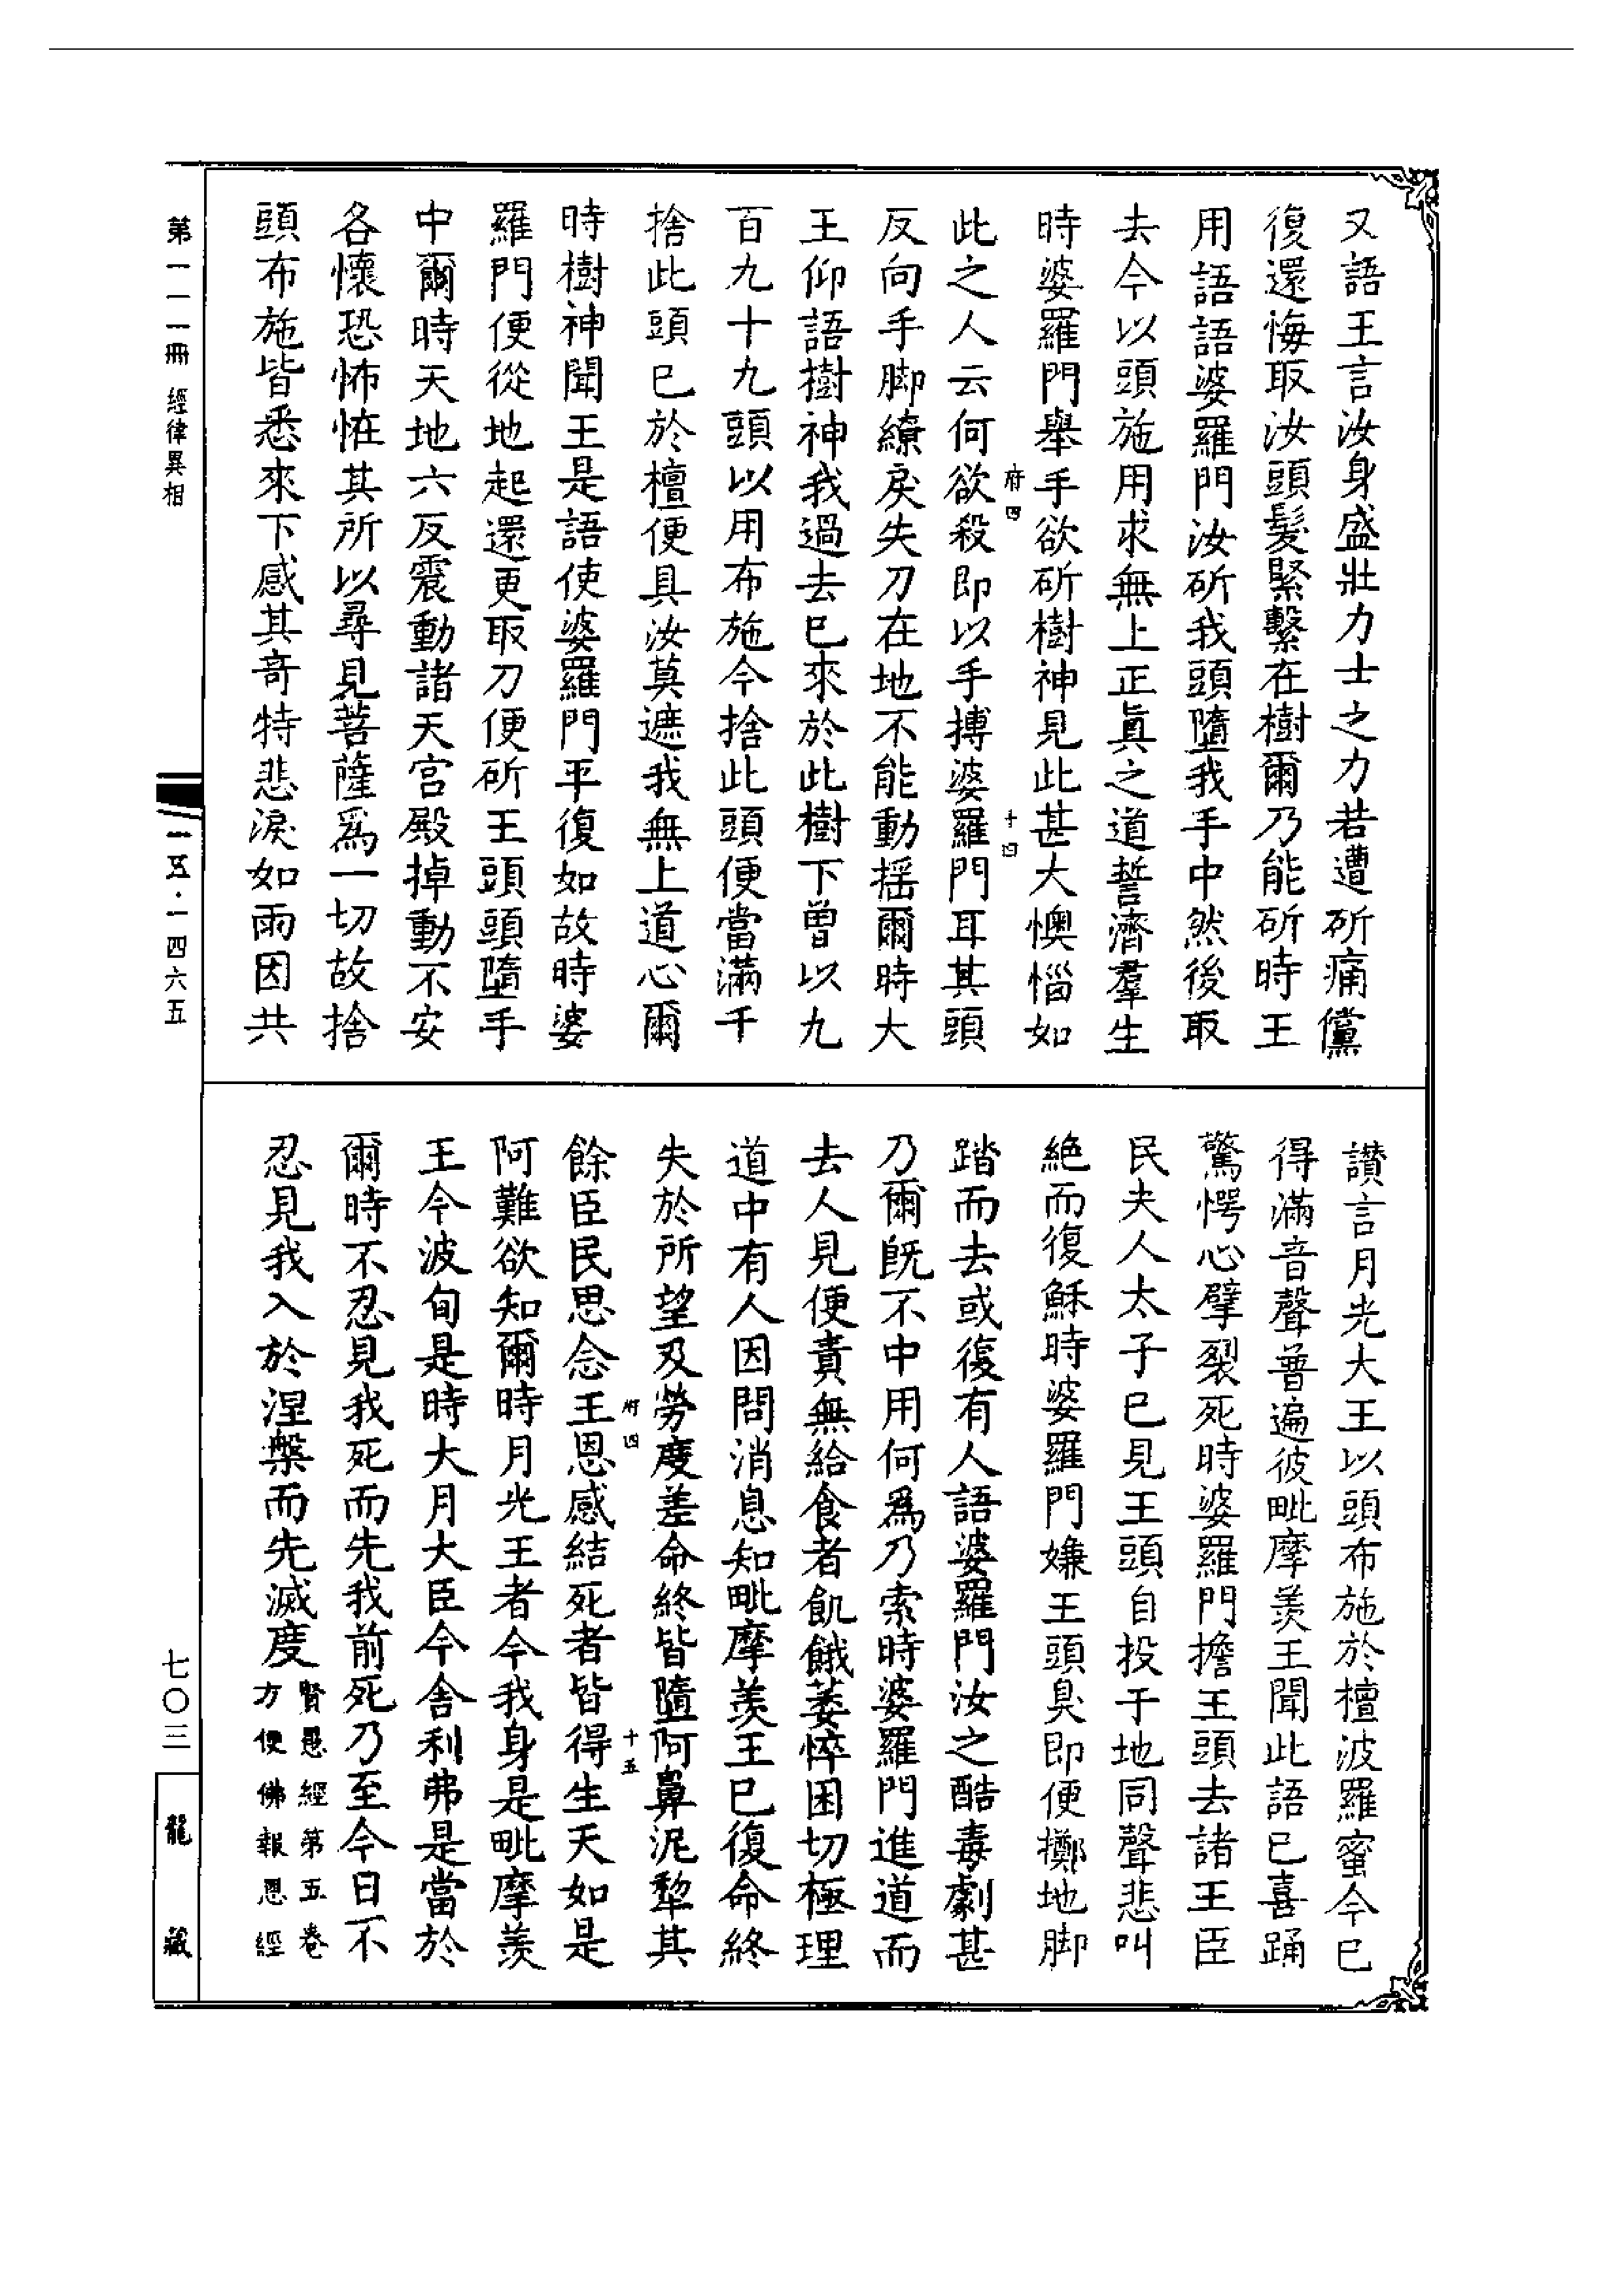 又語王言汝身盛壯力士之力若遭斫痛儻
復還悔取汝頭髮緊繫在樹爾乃能斫時王
用語語婆羅門汝斫我頭墮我手中然後取
去今以頭施用求無上正眞之道誓濟羣生
時婆羅門舉手欲斫樹神見此甚大懊惱如
府四
十四
此之人云何欲殺即以手搏婆羅門耳其頭
反向手脚繚戾失刀在地不能動搖爾時大
王仰語樹神我過去已來於此樹下曾以九
百九十九頭以用布施今捨此頭便當滿千
捨此頭已於檀便具汝莫遮我無上道心爾
時樹神聞王是語使婆羅門平復如故時婆
羅門便從地起還更取刀便斫王頭頭墮手
中爾時天地六反震動諸天宮殿掉動不安
各懷恐怖恠其所以尋見菩薩爲一切故捨
頭布施皆悉來下感其奇特悲淚如雨因共
讚言月光大王以頭布施於檀波羅蜜今已
得滿音聲普遍彼毗摩羨王聞此語已喜踊
驚愕心擘裂死時婆羅門擔王頭去諸王臣
民夫人太子已見王頭自投于地同聲悲叫
絶而復穌時婆羅門嫌王頭臭即便擲地脚
踏而去或復有人語婆羅門汝之酷毒劇甚
乃爾既不中用何爲乃索時婆羅門進道而
去人見便責無給食者飢餓萎悴困切極理
道中有人因問消息知毗摩羨王已復命終
失於所望及勞度差命終皆墮阿鼻泥犂其
府四
十五
餘臣民思念王恩感結死者皆得生天如是
阿難欲知爾時月光王者今我身是毗摩羨
王今波旬是時大月大臣今舍利弗是當於
爾時不忍見我死而先我前死乃至今日不
忍見我入於涅槃而先滅度
賢愚經第五卷
方便佛報恩經
第一一一冊 經律異相
一五·一四六五
七〇三
龍藏